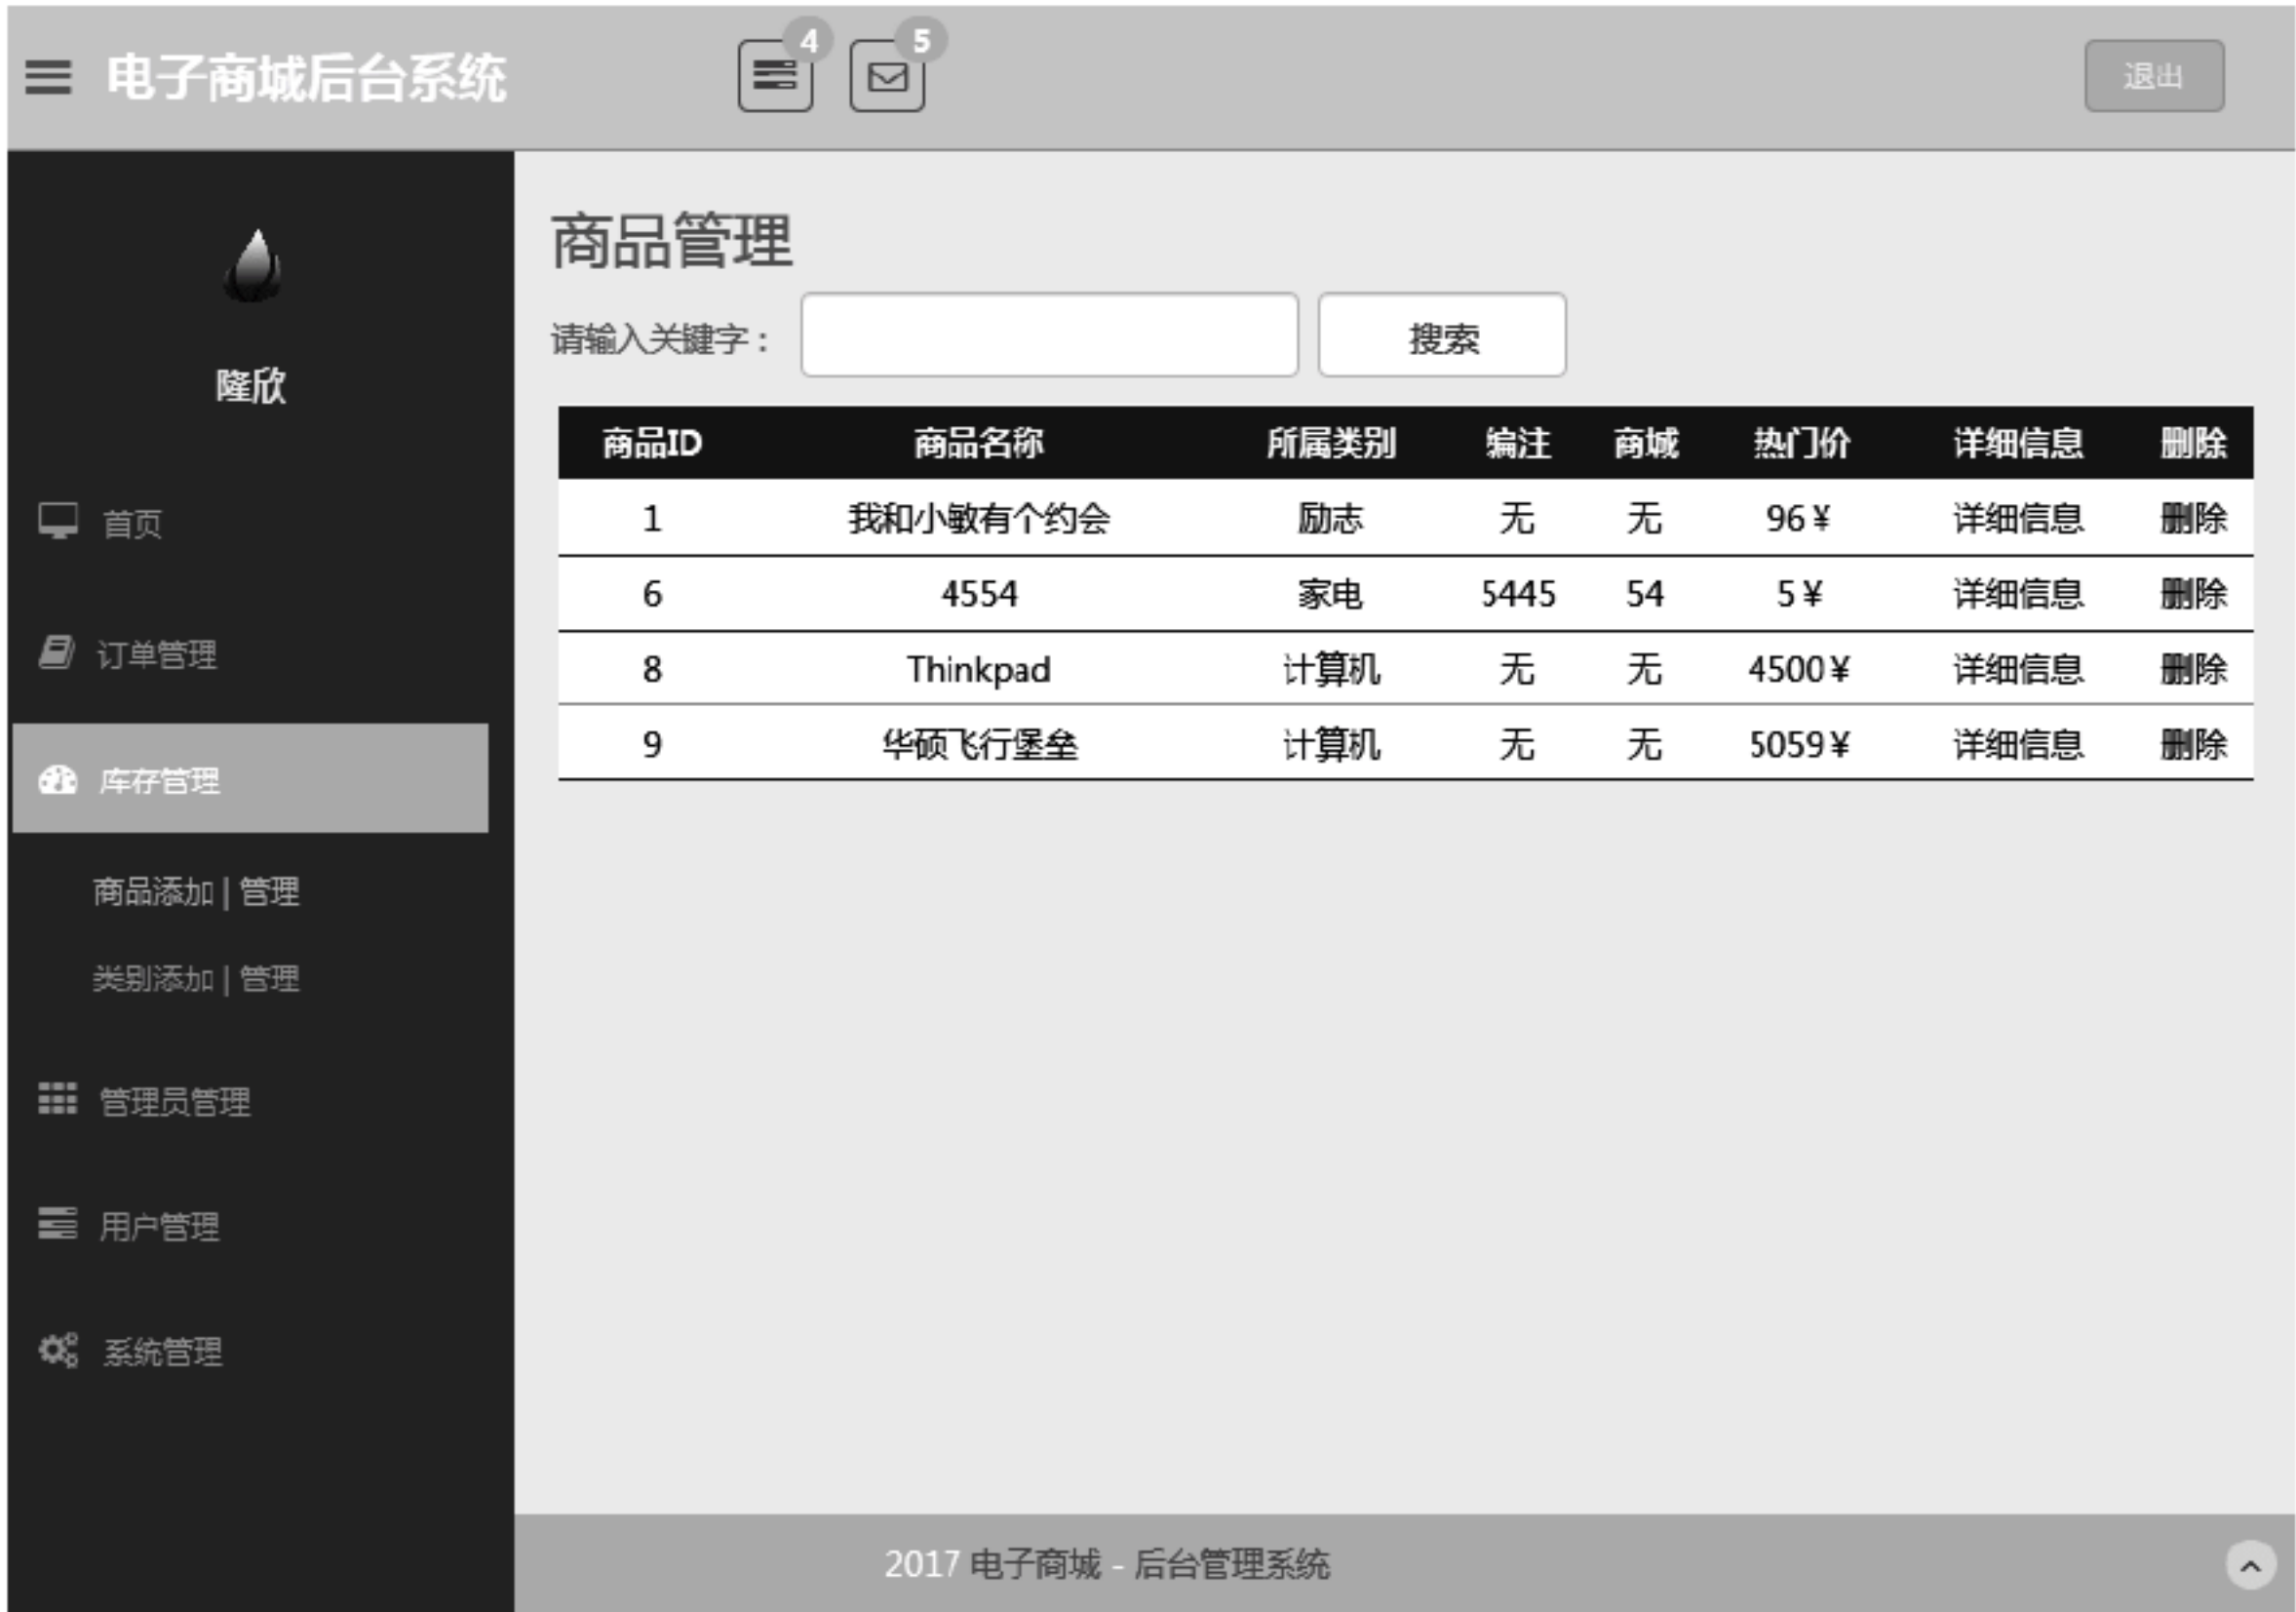 电子商城后台系统 4 5 退出
隆欣
首页
订单管理
库存管理
商品添加 | 管理
类别添加 | 管理
管理员管理
用户管理
系统管理
商品管理
请输入关键字： 搜索
商品ID 商品名称 所属类别 编注 商城 热门价 详细信息 删除
1 我和小敏有个约会 励志 无 无 96¥ 详细信息 删除
6 4554 家电 5445 54 5¥ 详细信息 删除
8 Thinkpad 计算机 无 无 4500¥ 详细信息 删除
9 华硕飞行堡垒 计算机 无 无 5059¥ 详细信息 删除
2017 电子商城 - 后台管理系统